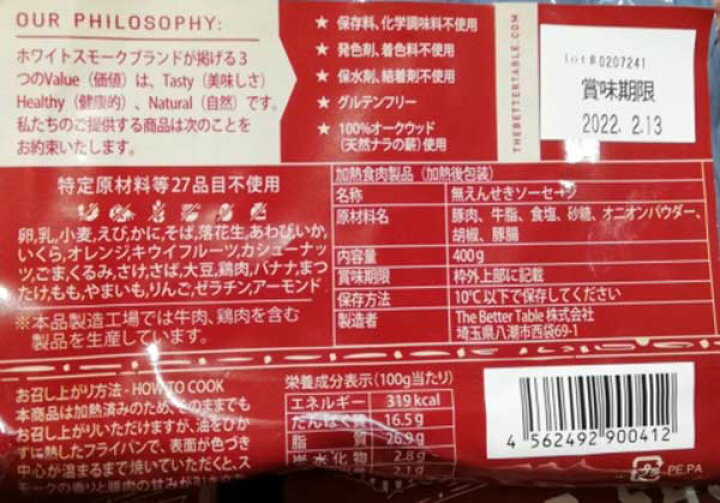 OUR PHILOSOPHY:
ホワイトスモークブランドが掲げる3
つのValue(価値)は、Tasty(美味しさ)
Healthy(健康的)、Natural(自然)です。
私たちのご提供する商品は次のことを
お約束いたします。
★ 保存料、化学調味料不使用
★ 発色剤、着色料不使用
★ 保水剤、結着剤不使用
★ グルテンフリー
★ 100%オークウッド
(天然ナラの薪)使用
THEBETTERTABLE.COM
Lot #0207241
賞味期限
2022. 2.13
特定原材料等27品目不使用
卵,乳,小麦,えび,かに,そば,落花生,あわび,いか,
いくら,オレンジ,キウイフルーツ,カシューナッ
ツ,ごま,くるみ,さけ,さば,大豆,鶏肉,バナナ,まつ
たけ,もも,やまいも,りんご,ゼラチン,アーモンド
※本品製造工場では牛肉、鶏肉を含む
製品を生産しています。
加熱食肉製品(加熱後包装)
名称 無えんせきソーセージ
原材料名 豚肉、牛脂、食塩、砂糖、オニオンパウダー、
胡椒、豚腸
内容量 400g
賞味期限 枠外上部に記載
保存方法 10℃以下で保存してください
製造者 The Better Table 株式会社
埼玉県八潮市西袋69-1
お召し上がり方法 - HOW TO COOK
本商品は加熱済みのため、そのままでも
お召し上がりいただけますが、油をひか
ずに熱したフライパンで、表面が色づき
中心が温まるまで焼いていただくと、ス
モークの香りと豚肉の甘みが引き立ち
栄養成分表示(100g当たり)
エネルギー 319kcal
たんぱく質 16.5g
脂質 26.9g
炭水化物 2.8g
2.1g
4 562492 900412
PE,PA